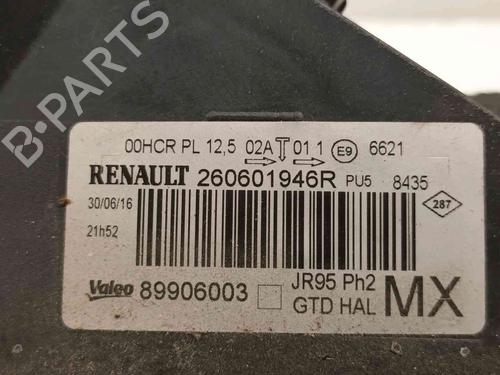 00HCR PL 12,5 02A T 01 1 E9 6621
RENAULT 260601946R PU5 8435
30/06/16
287
21h52
Valeo 89906003 JR95 Ph2
GTD HAL MX